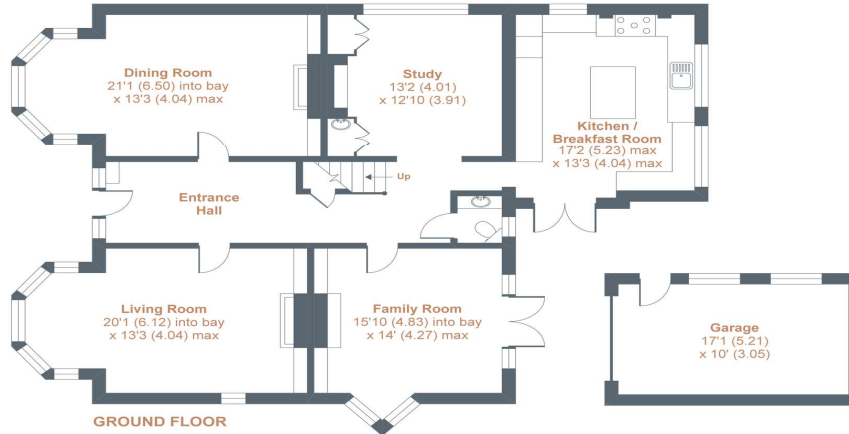 Dining Room
21'1 (6.50) into bay
x 13'3 (4.04) max
Study
13'2 (4.01)
x 12'10 (3.91)
Kitchen /
Breakfast Room
17'2 (5.23) max
x 13'3 (4.04) max
Up
Entrance
Hall
Living Room
20'1 (6.12) into bay
x 13'3 (4.04) max
Family Room
15'10 (4.83) into bay
x 14' (4.27) max
Garage
17'1 (5.21)
x 10' (3.05)
GROUND FLOOR